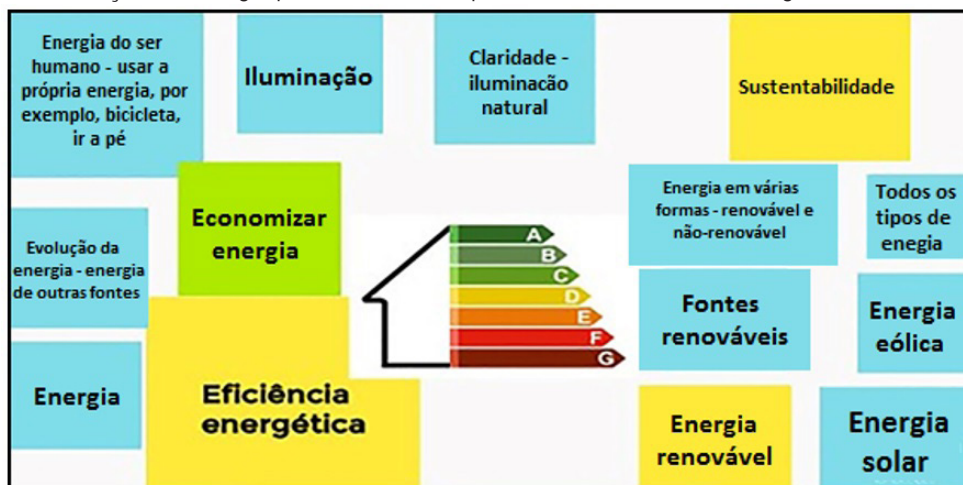 Energia do ser
humano - usar a
própria energia, por
exemplo, bicicleta,
ir a pé
Iluminação
Claridade -
iluminacão
natural
Sustentabilidade
Economizar
energia
Energia em várias
formas - renovável e
não-renovável
Todos os
tipos de
enegia
Evolução da
energia - energia
de outras fontes
A
B
C
D
E
F
G
Fontes
renováveis
Energia
eólica
Energia
Eficiência
energética
Energia
renovável
Energia
solar